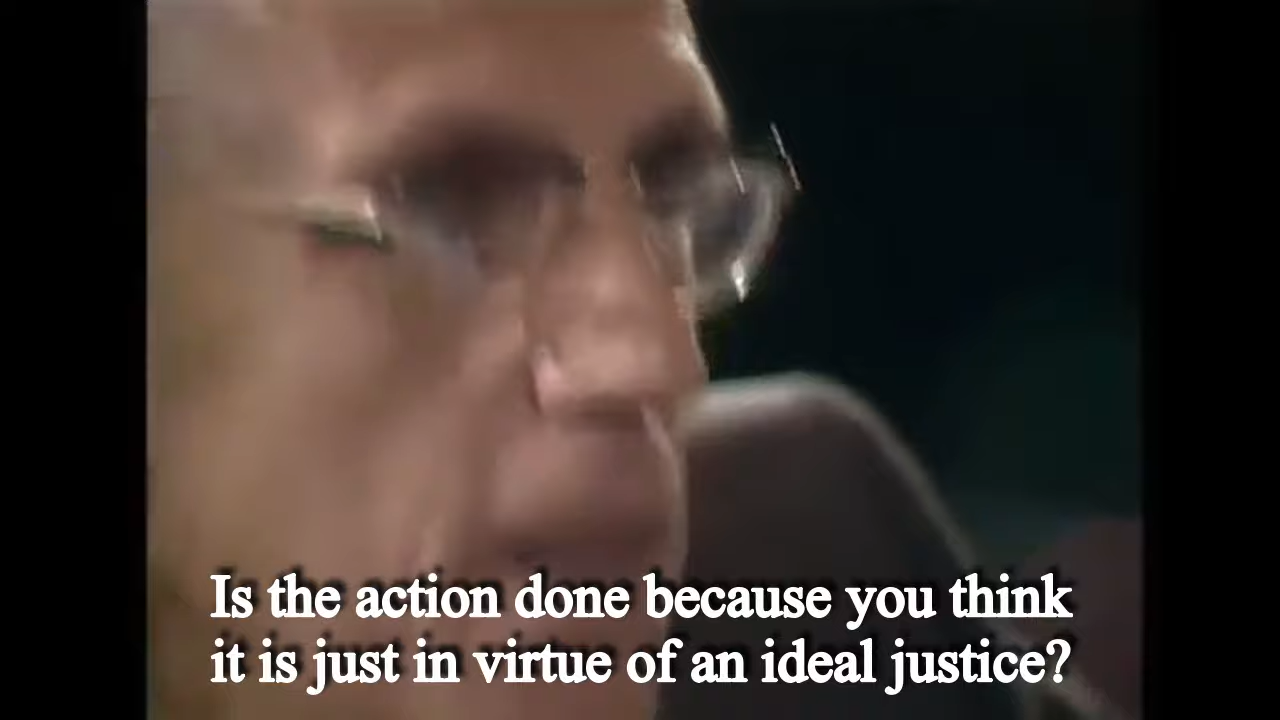 Is the action done because you think
it is just in virtue of an ideal justice?